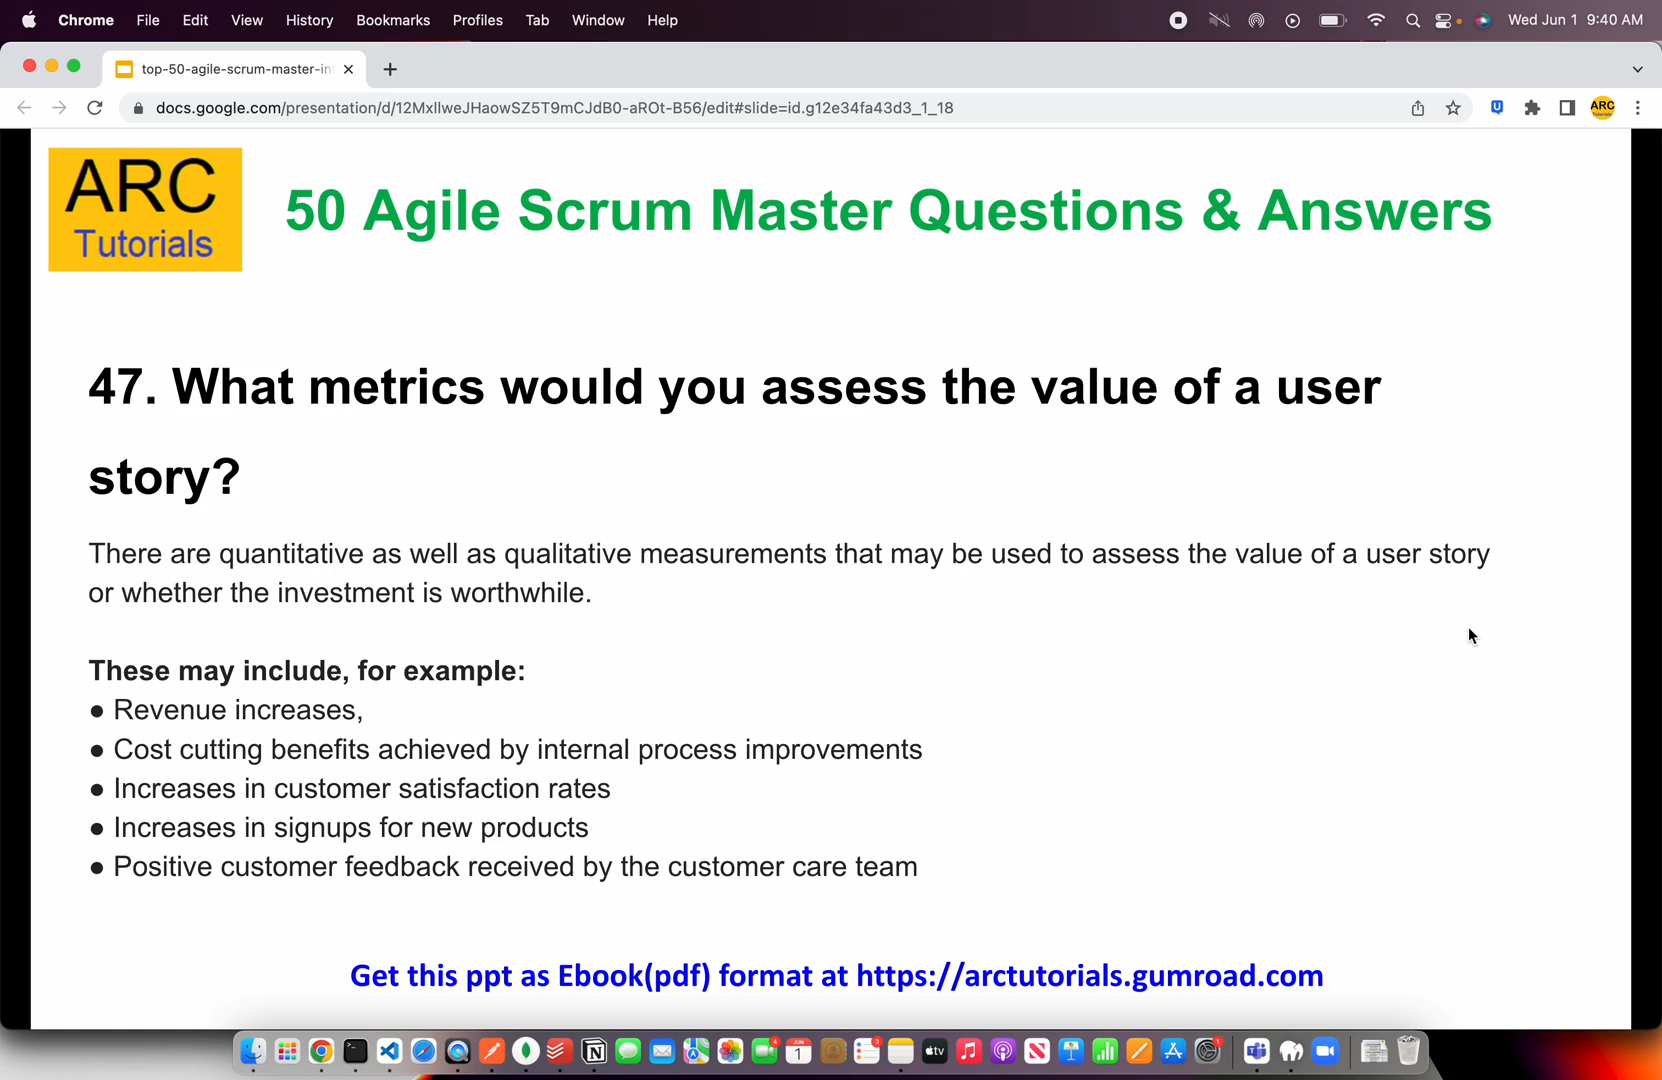 Chrome File Edit View History Bookmarks Profiles Tab Window Help Wed Jun 1 9:40 AM
top-50-agile-scrum-master-in
docs.google.com/presentation/d/12MxllweJHaowSZ5T9mCJdB0-aROt-B56/edit#slide=id.g12e34fa43d3_1_18
ARC
Tutorials
50 Agile Scrum Master Questions & Answers
47. What metrics would you assess the value of a user
story?
There are quantitative as well as qualitative measurements that may be used to assess the value of a user story
or whether the investment is worthwhile.
These may include, for example:
● Revenue increases,
● Cost cutting benefits achieved by internal process improvements
● Increases in customer satisfaction rates
● Increases in signups for new products
● Positive customer feedback received by the customer care team
Get this ppt as Ebook(pdf) format at https://arctutorials.gumroad.com